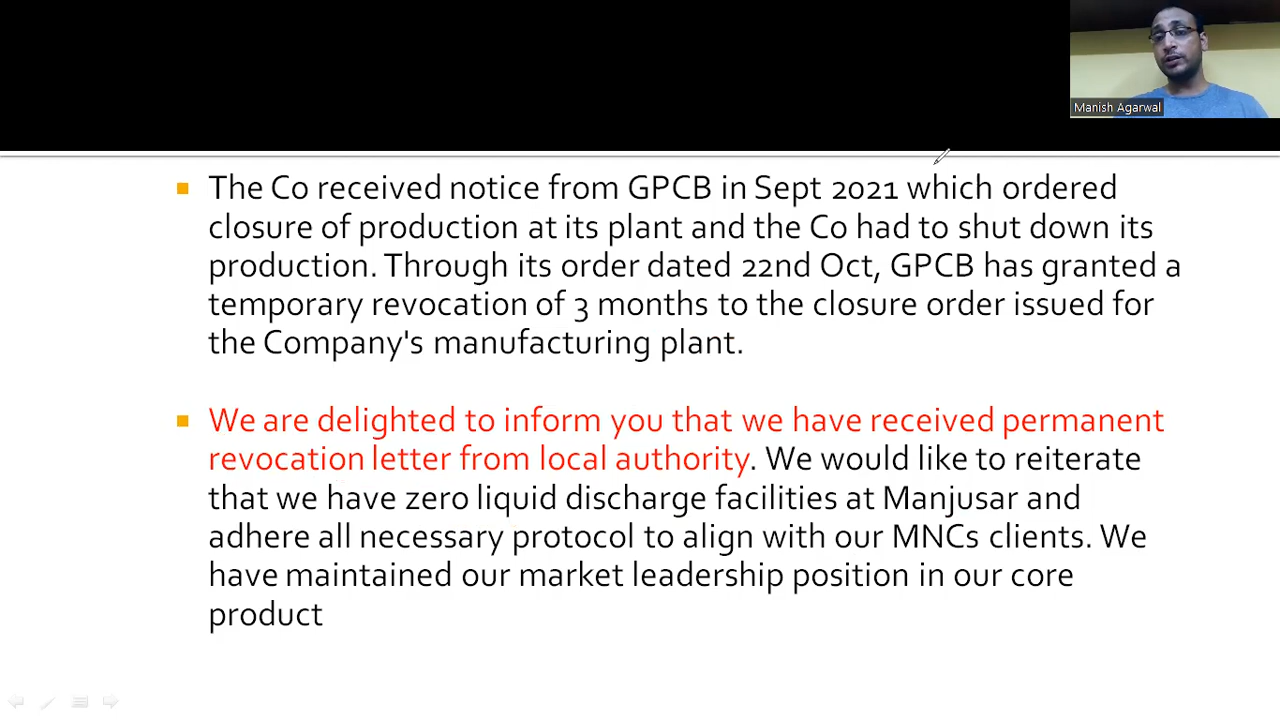 Manish Agarwal
The Co received notice from GPCB in Sept 2021 which ordered
closure of production at its plant and the Co had to shut down its
production. Through its order dated 22nd Oct, GPCB has granted a
temporary revocation of 3 months to the closure order issued for
the Company's manufacturing plant.
We are delighted to inform you that we have received permanent
revocation letter from local authority. We would like to reiterate
that we have zero liquid discharge facilities at Manjusar and
adhere all necessary protocol to align with our MNCs clients. We
have maintained our market leadership position in our core
product